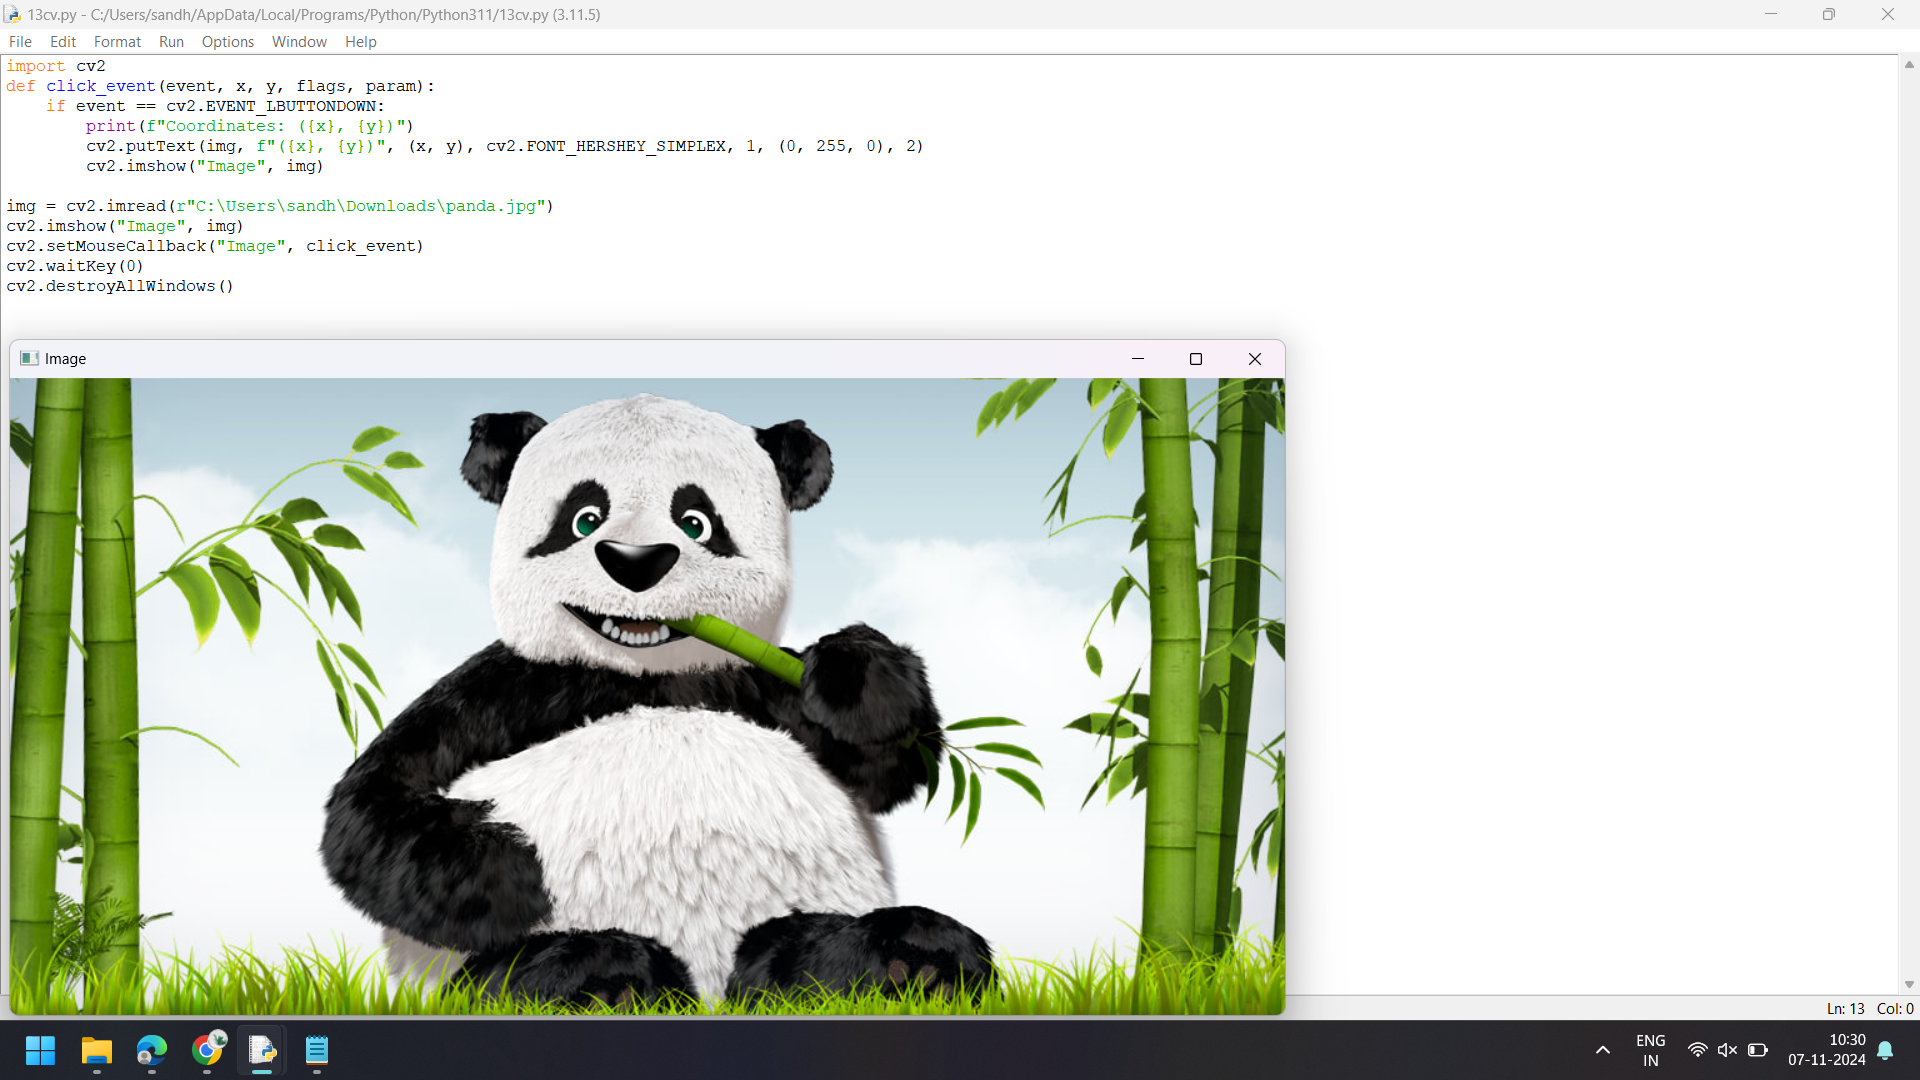 13cv.py - C:/Users/sandh/AppData/Local/Programs/Python/Python311/13cv.py (3.11.5)
File Edit Format Run Options Window Help
import cv2
def click_event(event, x, y, flags, param):
    if event == cv2.EVENT_LBUTTONDOWN:
        print(f"Coordinates: ({x}, {y})")
        cv2.putText(img, f"({x}, {y})", (x, y), cv2.FONT_HERSHEY_SIMPLEX, 1, (0, 255, 0), 2)
        cv2.imshow("Image", img)
img = cv2.imread(r"C:\Users\sandh\Downloads\panda.jpg")
cv2.imshow("Image", img)
cv2.setMouseCallback("Image", click_event)
cv2.waitKey(0)
cv2.destroyAllWindows()
Image
Ln: 13 Col: 0
ENG
IN
10:30
07-11-2024